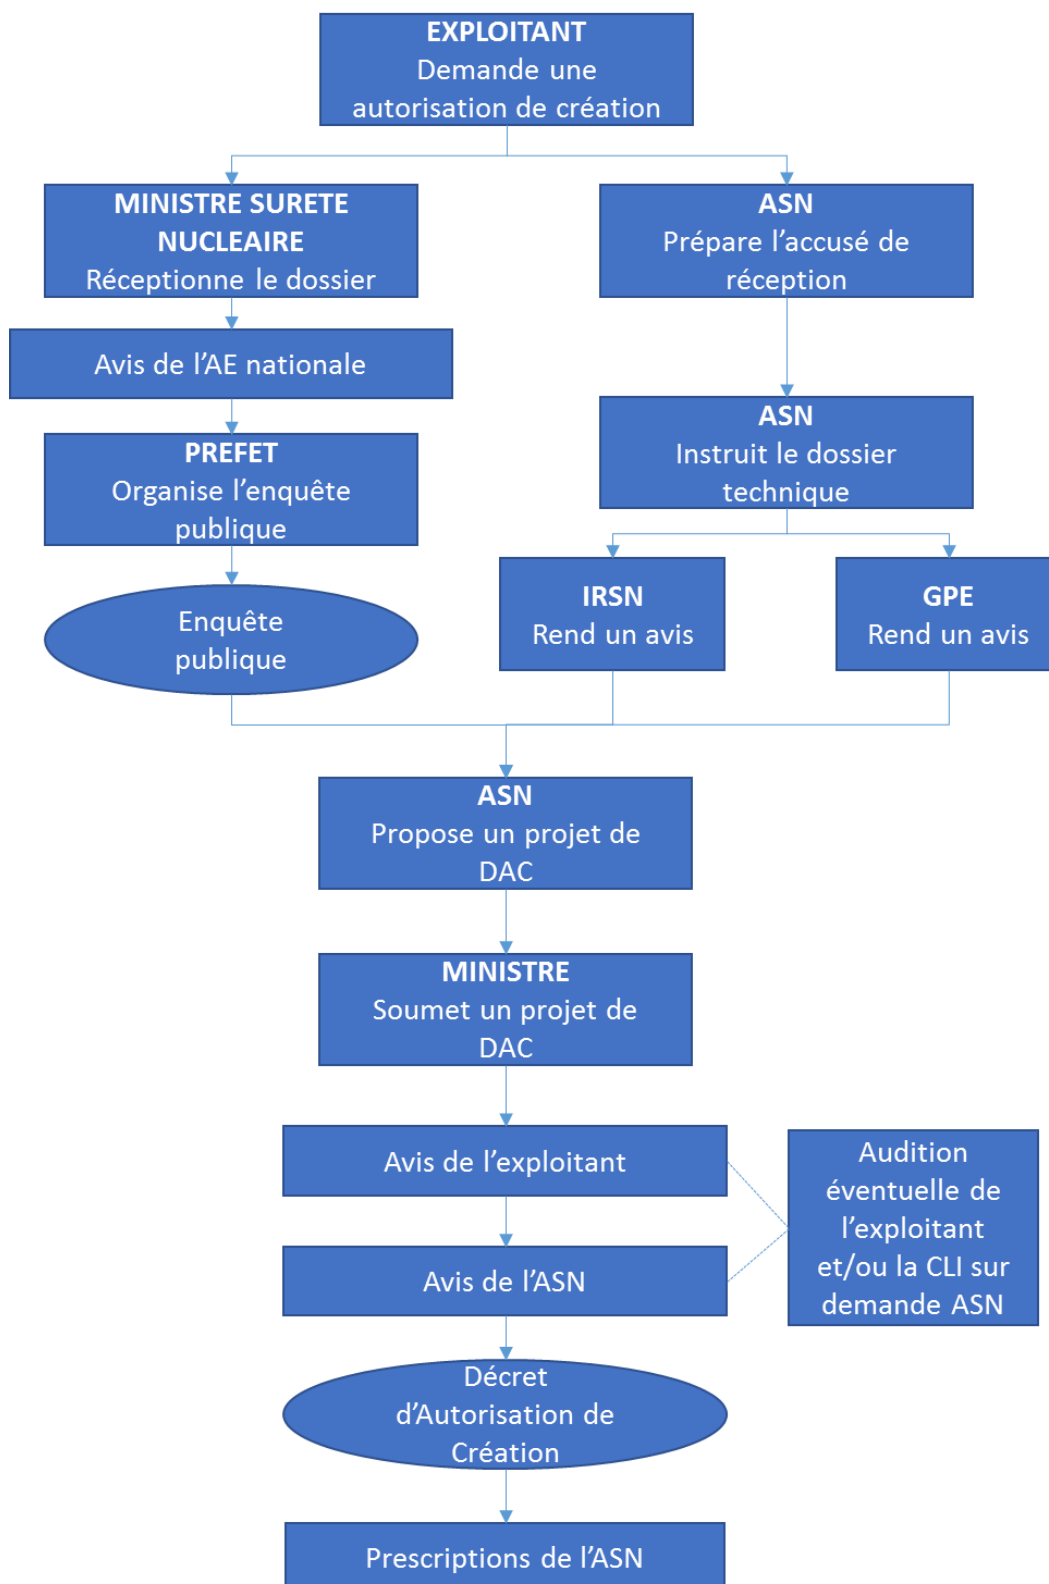 EXPLOITANT
Demande une
autorisation de création
MINISTRE SURETE
NUCLEAIRE
Réceptionne le dossier
ASN
Prépare l'accusé de
réception
Avis de l'AE nationale
PREFET
Organise l'enquête
publique
ASN
Instruit le dossier
technique
Enquête
publique
IRSN
Rend un avis
GPE
Rend un avis
ASN
Propose un projet de
DAC
MINISTRE
Soumet un projet de
DAC
Avis de l'exploitant
Avis de l'ASN
Audition
éventuelle de
l'exploitant
et/ou la CLI sur
demande ASN
Décret
d'Autorisation de
Création
Prescriptions de l'ASN